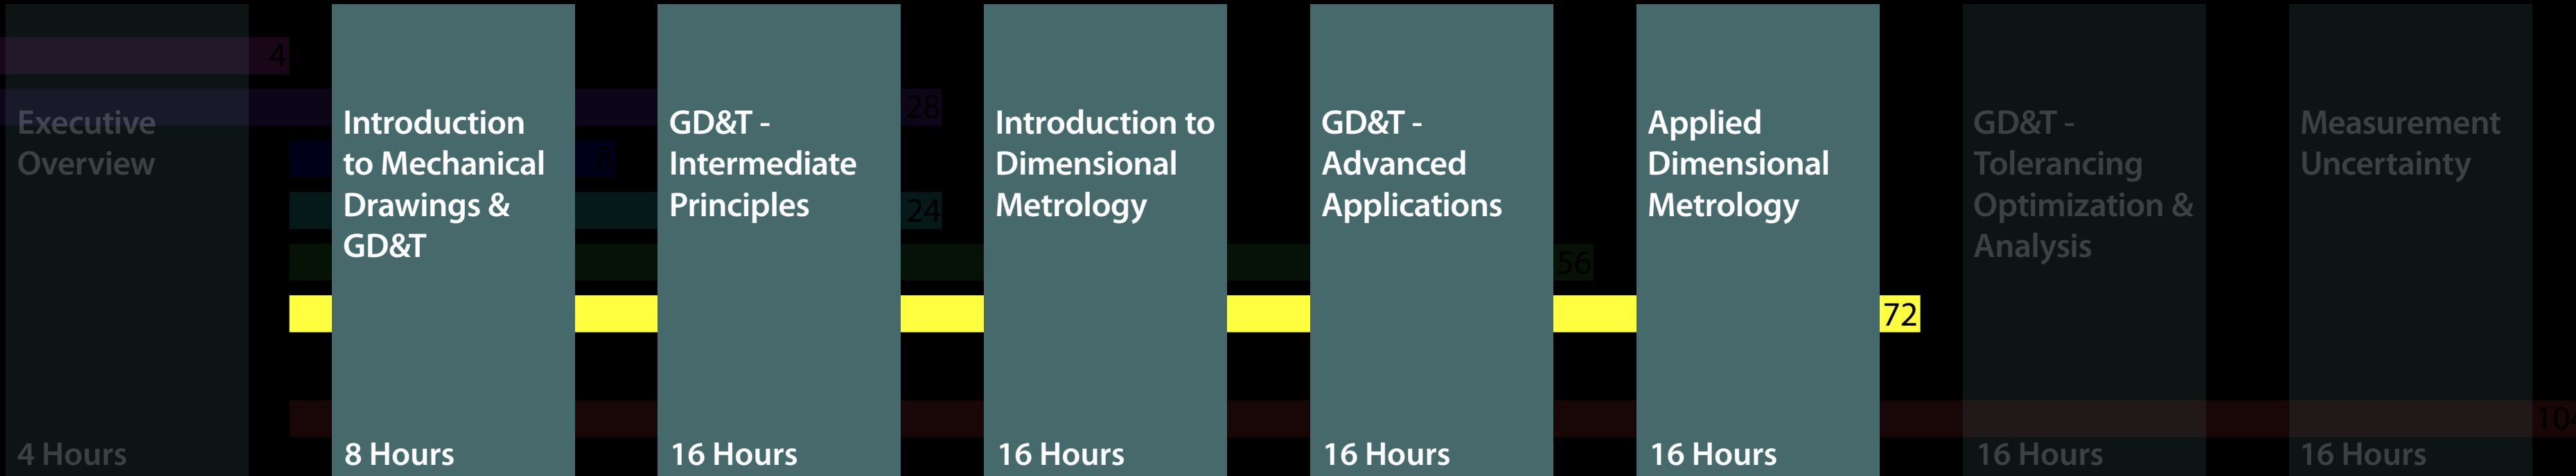 4
28
8
24
56
72
104
Executive
Overview
4 Hours
Introduction
to Mechanical
Drawings &
GD&T
8 Hours
GD&T -
Intermediate
Principles
16 Hours
Introduction to
Dimensional
Metrology
16 Hours
GD&T -
Advanced
Applications
16 Hours
Applied
Dimensional
Metrology
16 Hours
GD&T -
Tolerancing
Optimization &
Analysis
16 Hours
Measurement
Uncertainty
16 Hours